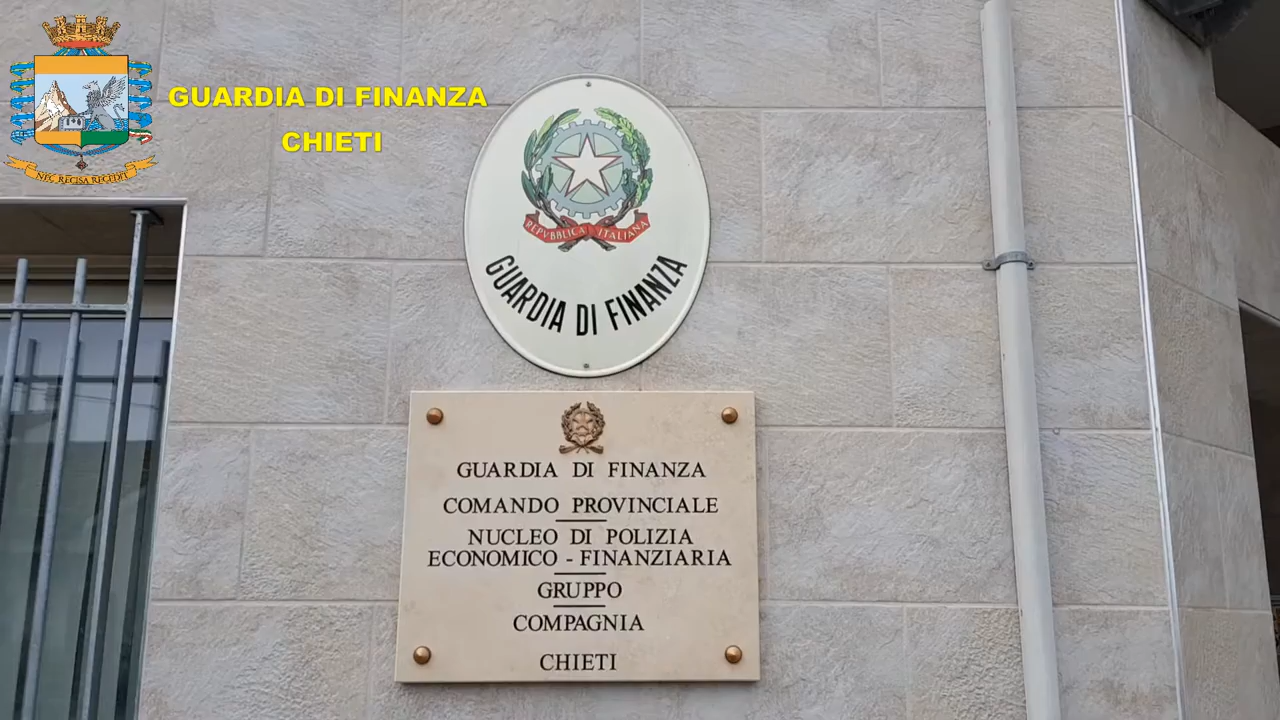 GUARDIA DI FINANZA
CHIETI
NEC RECISA RECEDIT
REPVBBLICA ITALIANA
GUARDIA DI FINANZA
GUARDIA DI FINANZA
COMANDO PROVINCIALE
NUCLEO DI POLIZIA
ECONOMICO - FINANZIARIA
GRUPPO
COMPAGNIA
CHIETI